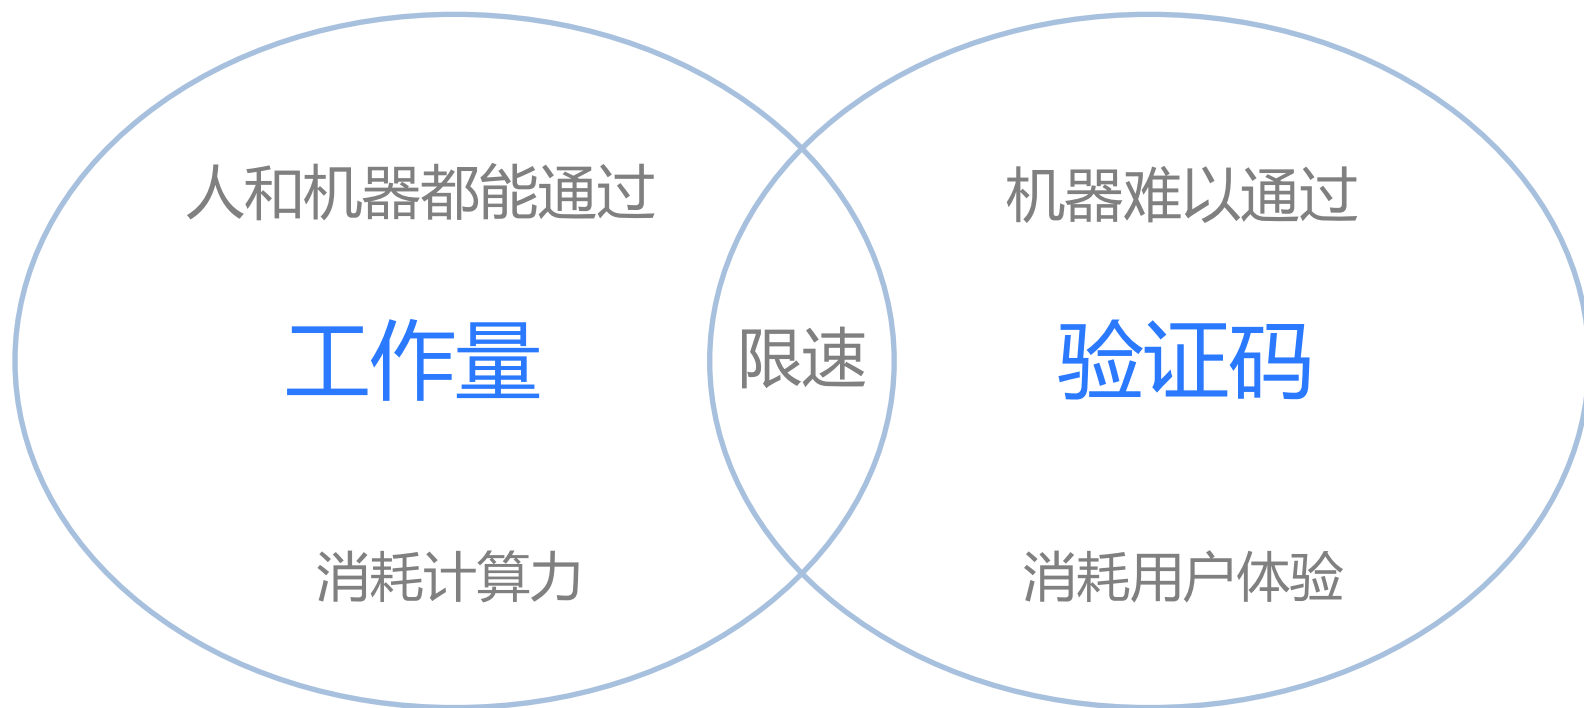 人和机器都能通过
工作量
消耗计算力
限速
机器难以通过
验证码
消耗用户体验